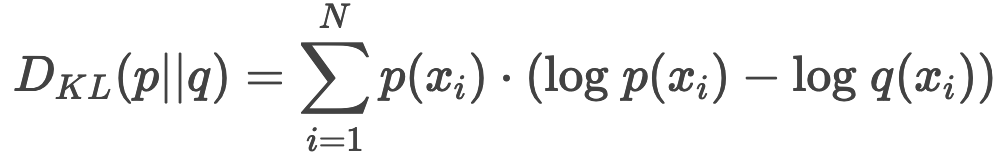 D_{KL}(p||q) = \sum_{i=1}^{N} p(x_i) \cdot (\log p(x_i) - \log q(x_i))